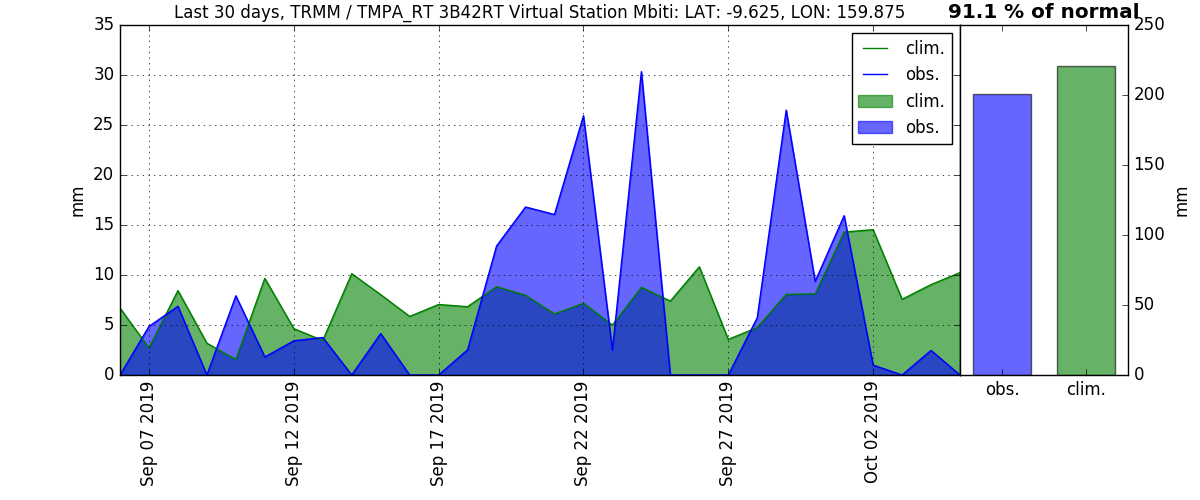 Last 30 days, TRMM / TMPA_RT 3B42RT Virtual Station Mbiti: LAT: -9.625, LON: 159.875
91.1 % of normal
35
30
25
20
15
10
5
0
mm
clim.
obs.
clim.
obs.
250
200
150
100
50
0
mm
obs.
clim.
Sep 07 2019
Sep 12 2019
Sep 17 2019
Sep 22 2019
Sep 27 2019
Oct 02 2019